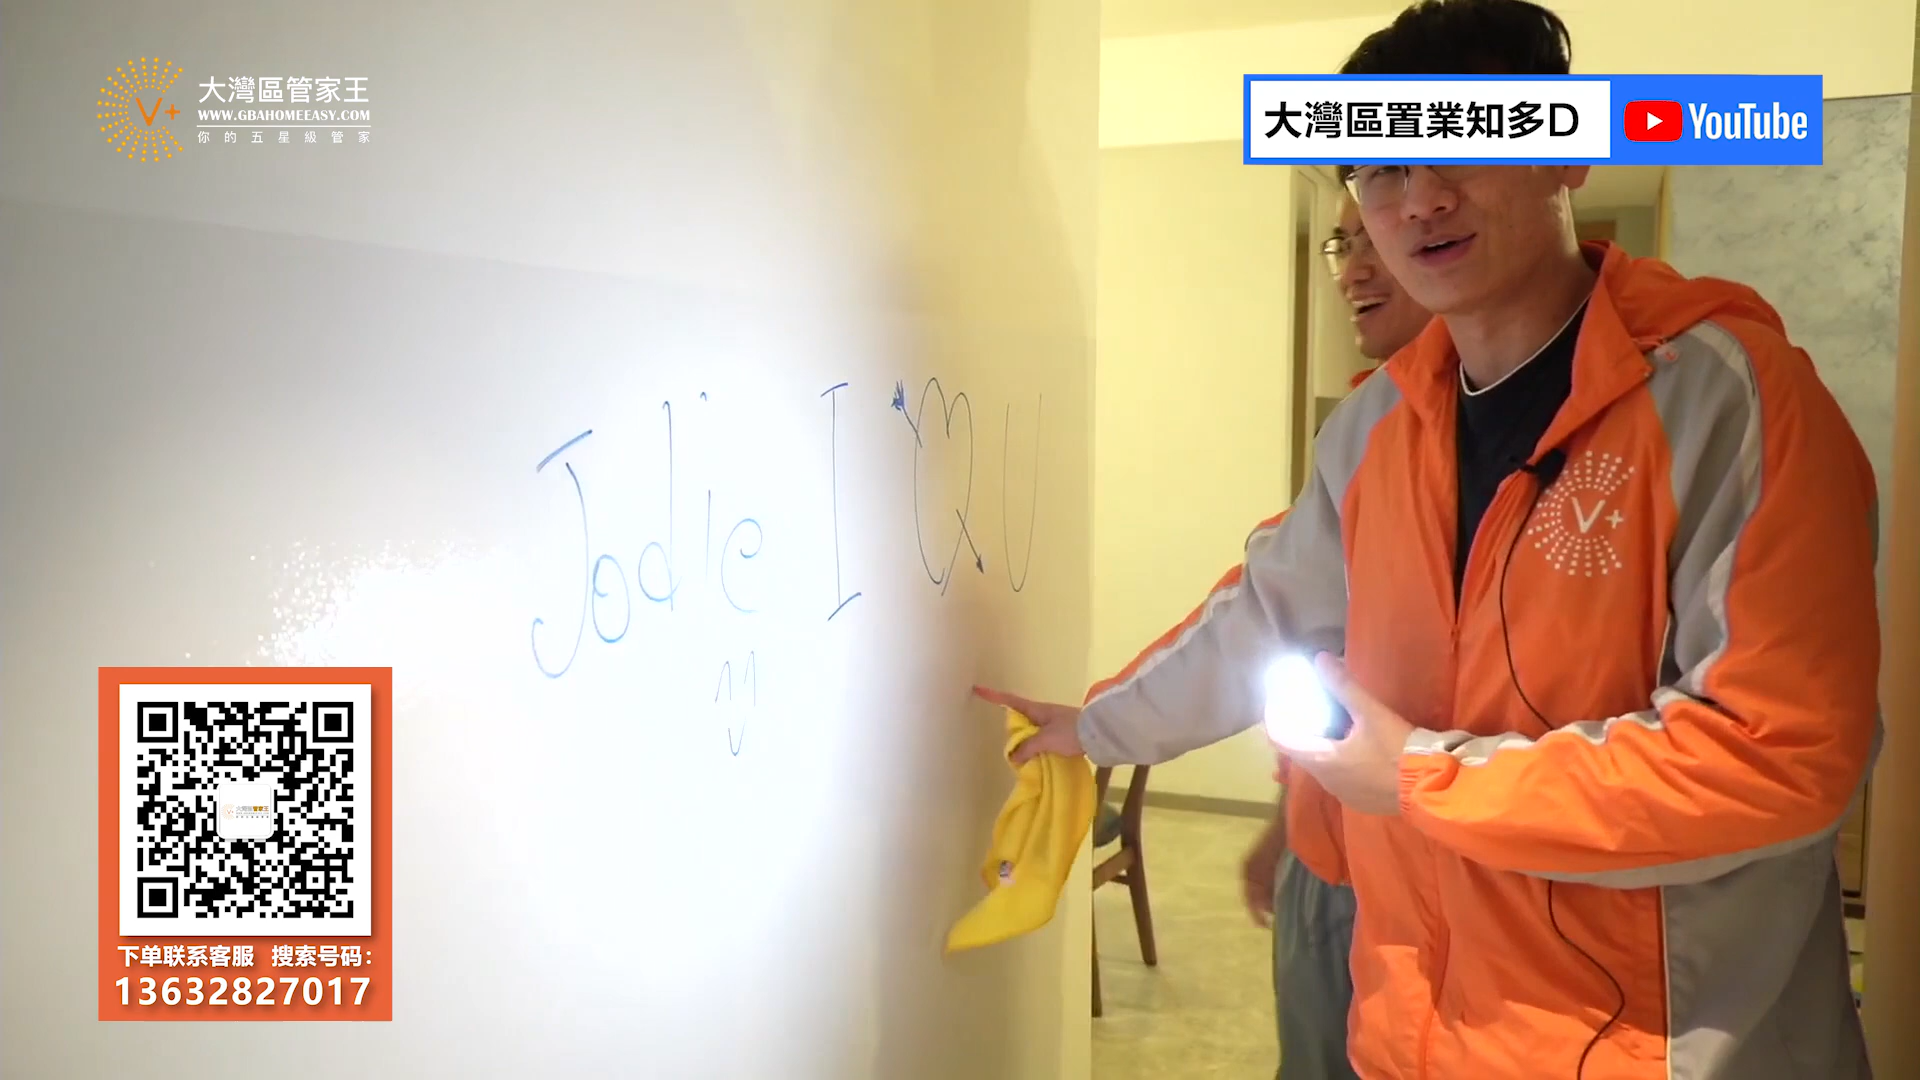 大灣區管家王
WWW.GBAHOMEEASY.COM
你的五星級管家
大灣區置業知多D
YouTube
Jodie I U
V+
下单联系客服 搜索号码:
13632827017